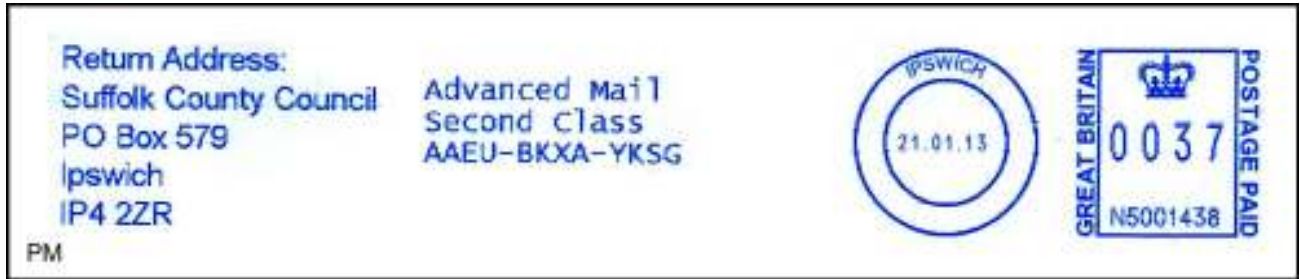 Return Address:
Suffolk County Council
PO Box 579
Ipswich
IP4 2ZR
Advanced Mail
Second Class
AAEU-BKXA-YKSG
IPSWICH
21.01.13
GREAT BRITAIN
0037
N5001438
POSTAGE PAID
PM